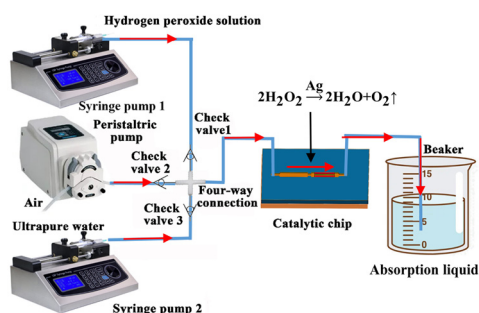 Hydrogen peroxide solution
Syringe pump 1
Peristaltric
pump
Check
valve1
Check
valve 2
Air
Four-way
connection
Check
valve 3
Ultrapure water
Syringe pump 2
2H₂O₂ Ag→ 2H₂O+O₂↑
Catalytic chip
Beaker
15
10
5
0
Absorption liquid